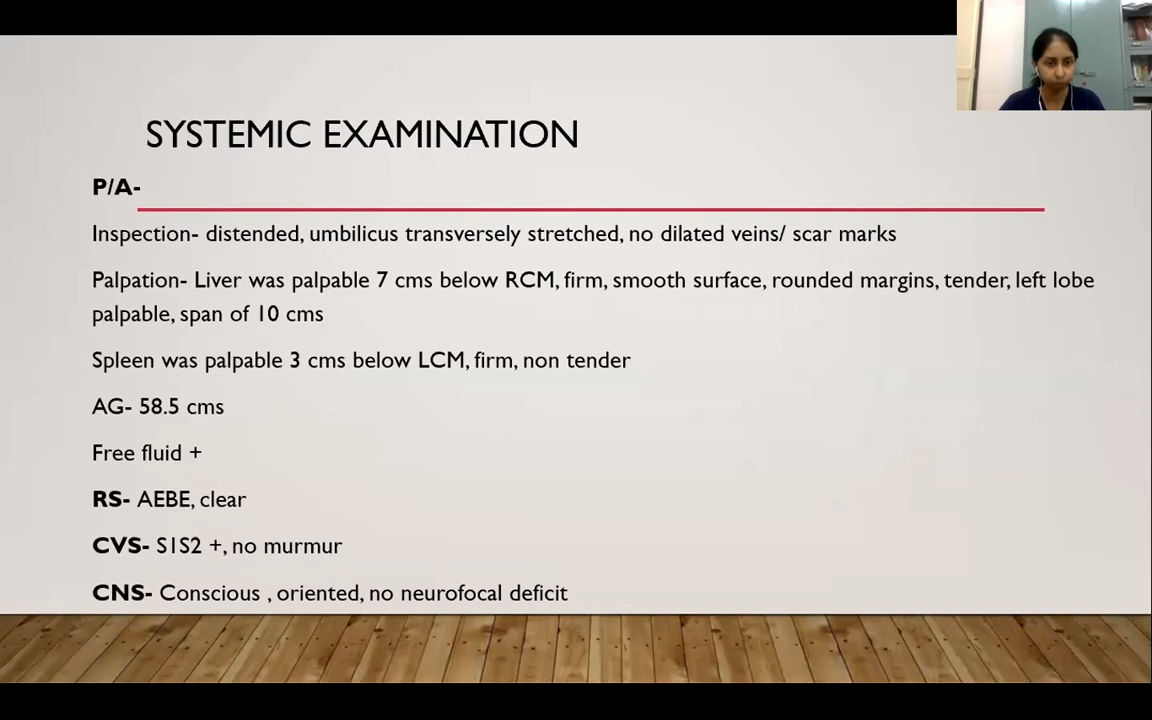 SYSTEMIC EXAMINATION
P/A-
Inspection- distended, umbilicus transversely stretched, no dilated veins/ scar marks
Palpation- Liver was palpable 7 cms below RCM, firm, smooth surface, rounded margins, tender, left lobe
palpable, span of 10 cms
Spleen was palpable 3 cms below LCM, firm, non tender
AG- 58.5 cms
Free fluid +
RS- AEBE, clear
CVS- S1S2 +, no murmur
CNS- Conscious , oriented, no neurofocal deficit